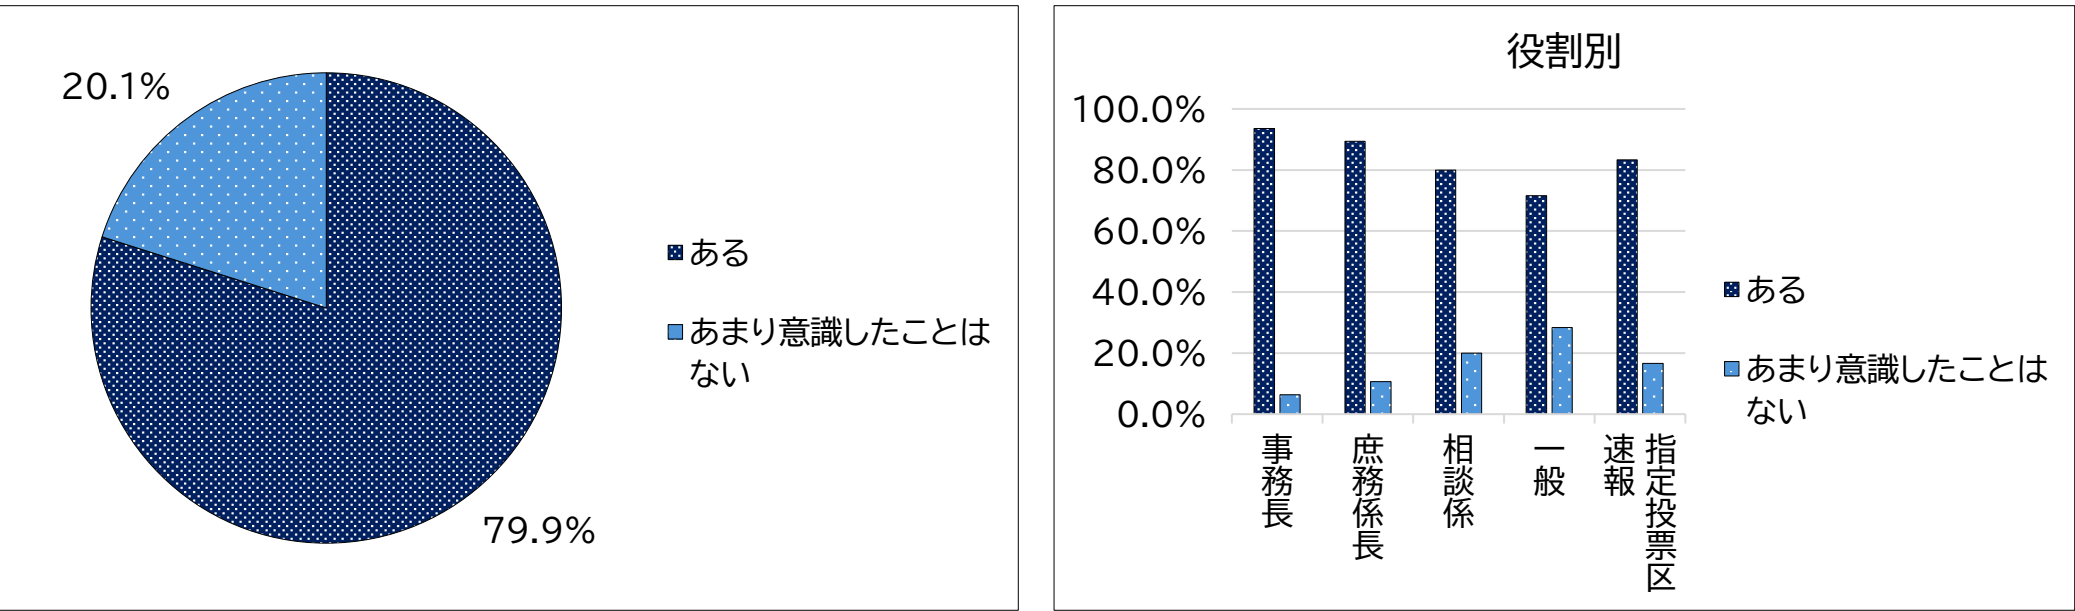 20.1%
79.9%
ある
あまり意識したことは
ない
役割別
100.0%
80.0%
60.0%
40.0%
20.0%
0.0%
事務長
庶務係長
相談係
一般
指定投票区
速報
ある
あまり意識したことは
ない